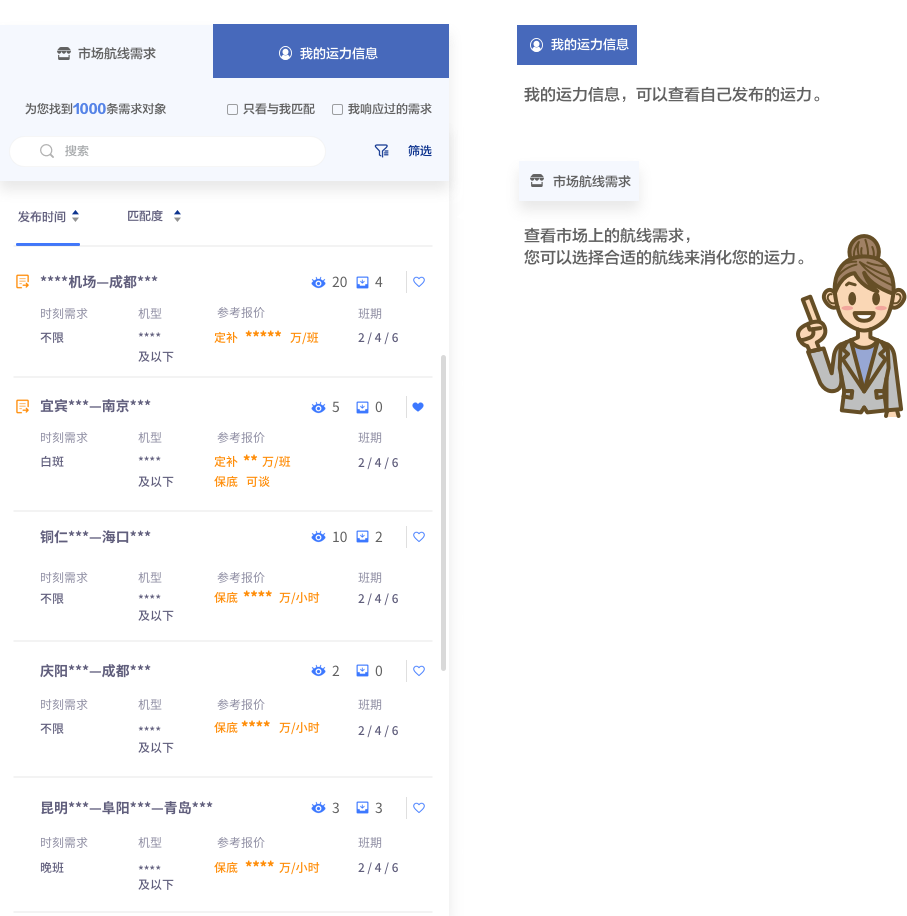 市场航线需求
我的运力信息
为您找到1000条需求对象
只看与我匹配
我响应过的需求
搜索
筛选
发布时间
匹配度
****机场—成都***
20
4
时刻需求
机型
参考报价
班期
不限
****
定补 ***** 万/班
2 / 4 / 6
及以下
宜宾***—南京***
5
0
时刻需求
机型
参考报价
班期
白班
****
定补 ** 万/班
2 / 4 / 6
及以下
保底 可谈
铜仁***—海口***
10
2
时刻需求
机型
参考报价
班期
不限
****
保底 **** 万/小时
2 / 4 / 6
及以下
庆阳***—成都***
2
0
时刻需求
机型
参考报价
班期
不限
****
保底 **** 万/小时
2 / 4 / 6
及以下
昆明***—阜阳***—青岛***
3
3
时刻需求
机型
参考报价
班期
晚班
****
保底 **** 万/小时
2 / 4 / 6
及以下
我的运力信息
我的运力信息，可以查看自己发布的运力。
市场航线需求
查看市场上的航线需求，
您可以选择合适的航线来消化您的运力。